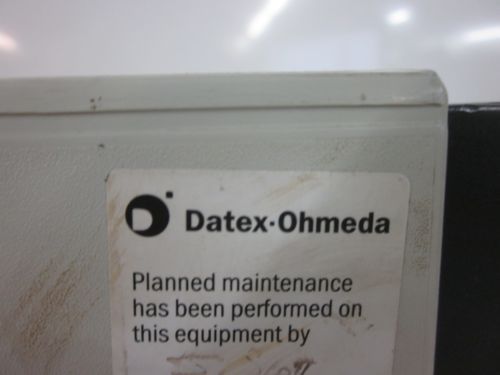 Datex-Ohmeda
Planned maintenance
has been performed on
this equipment by